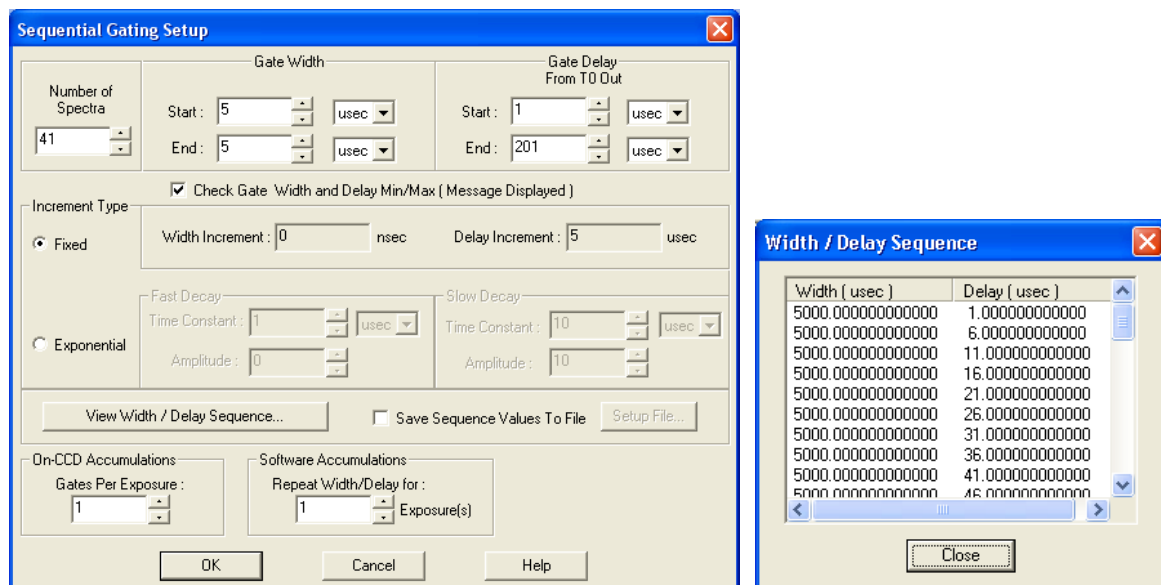 Sequential Gating Setup
Number of
Spectra
41
Gate Width
Start : 5 usec
End : 5 usec
Gate Delay
From T0 Out
Start : 1 usec
End : 201 usec
Check Gate Width and Delay Min/Max ( Message Displayed )
Increment Type
Fixed
Width Increment : 0 nsec Delay Increment : 5 usec
Exponential
Fast Decay
Time Constant : 1 usec
Amplitude : 0
Slow Decay
Time Constant : 10 usec
Amplitude : 10
View Width / Delay Sequence... Save Sequence Values To File Setup File...
On-CCD Accumulations
Gates Per Exposure :
1
Software Accumulations
Repeat Width/Delay for :
1 Exposure(s)
OK Cancel Help
Width / Delay Sequence
Width ( usec ) Delay ( usec )
5000.000000000000 1.000000000000
5000.000000000000 6.000000000000
5000.000000000000 11.000000000000
5000.000000000000 16.000000000000
5000.000000000000 21.000000000000
5000.000000000000 26.000000000000
5000.000000000000 31.000000000000
5000.000000000000 36.000000000000
5000.000000000000 41.000000000000
5000.000000000000 46.000000000000
Close